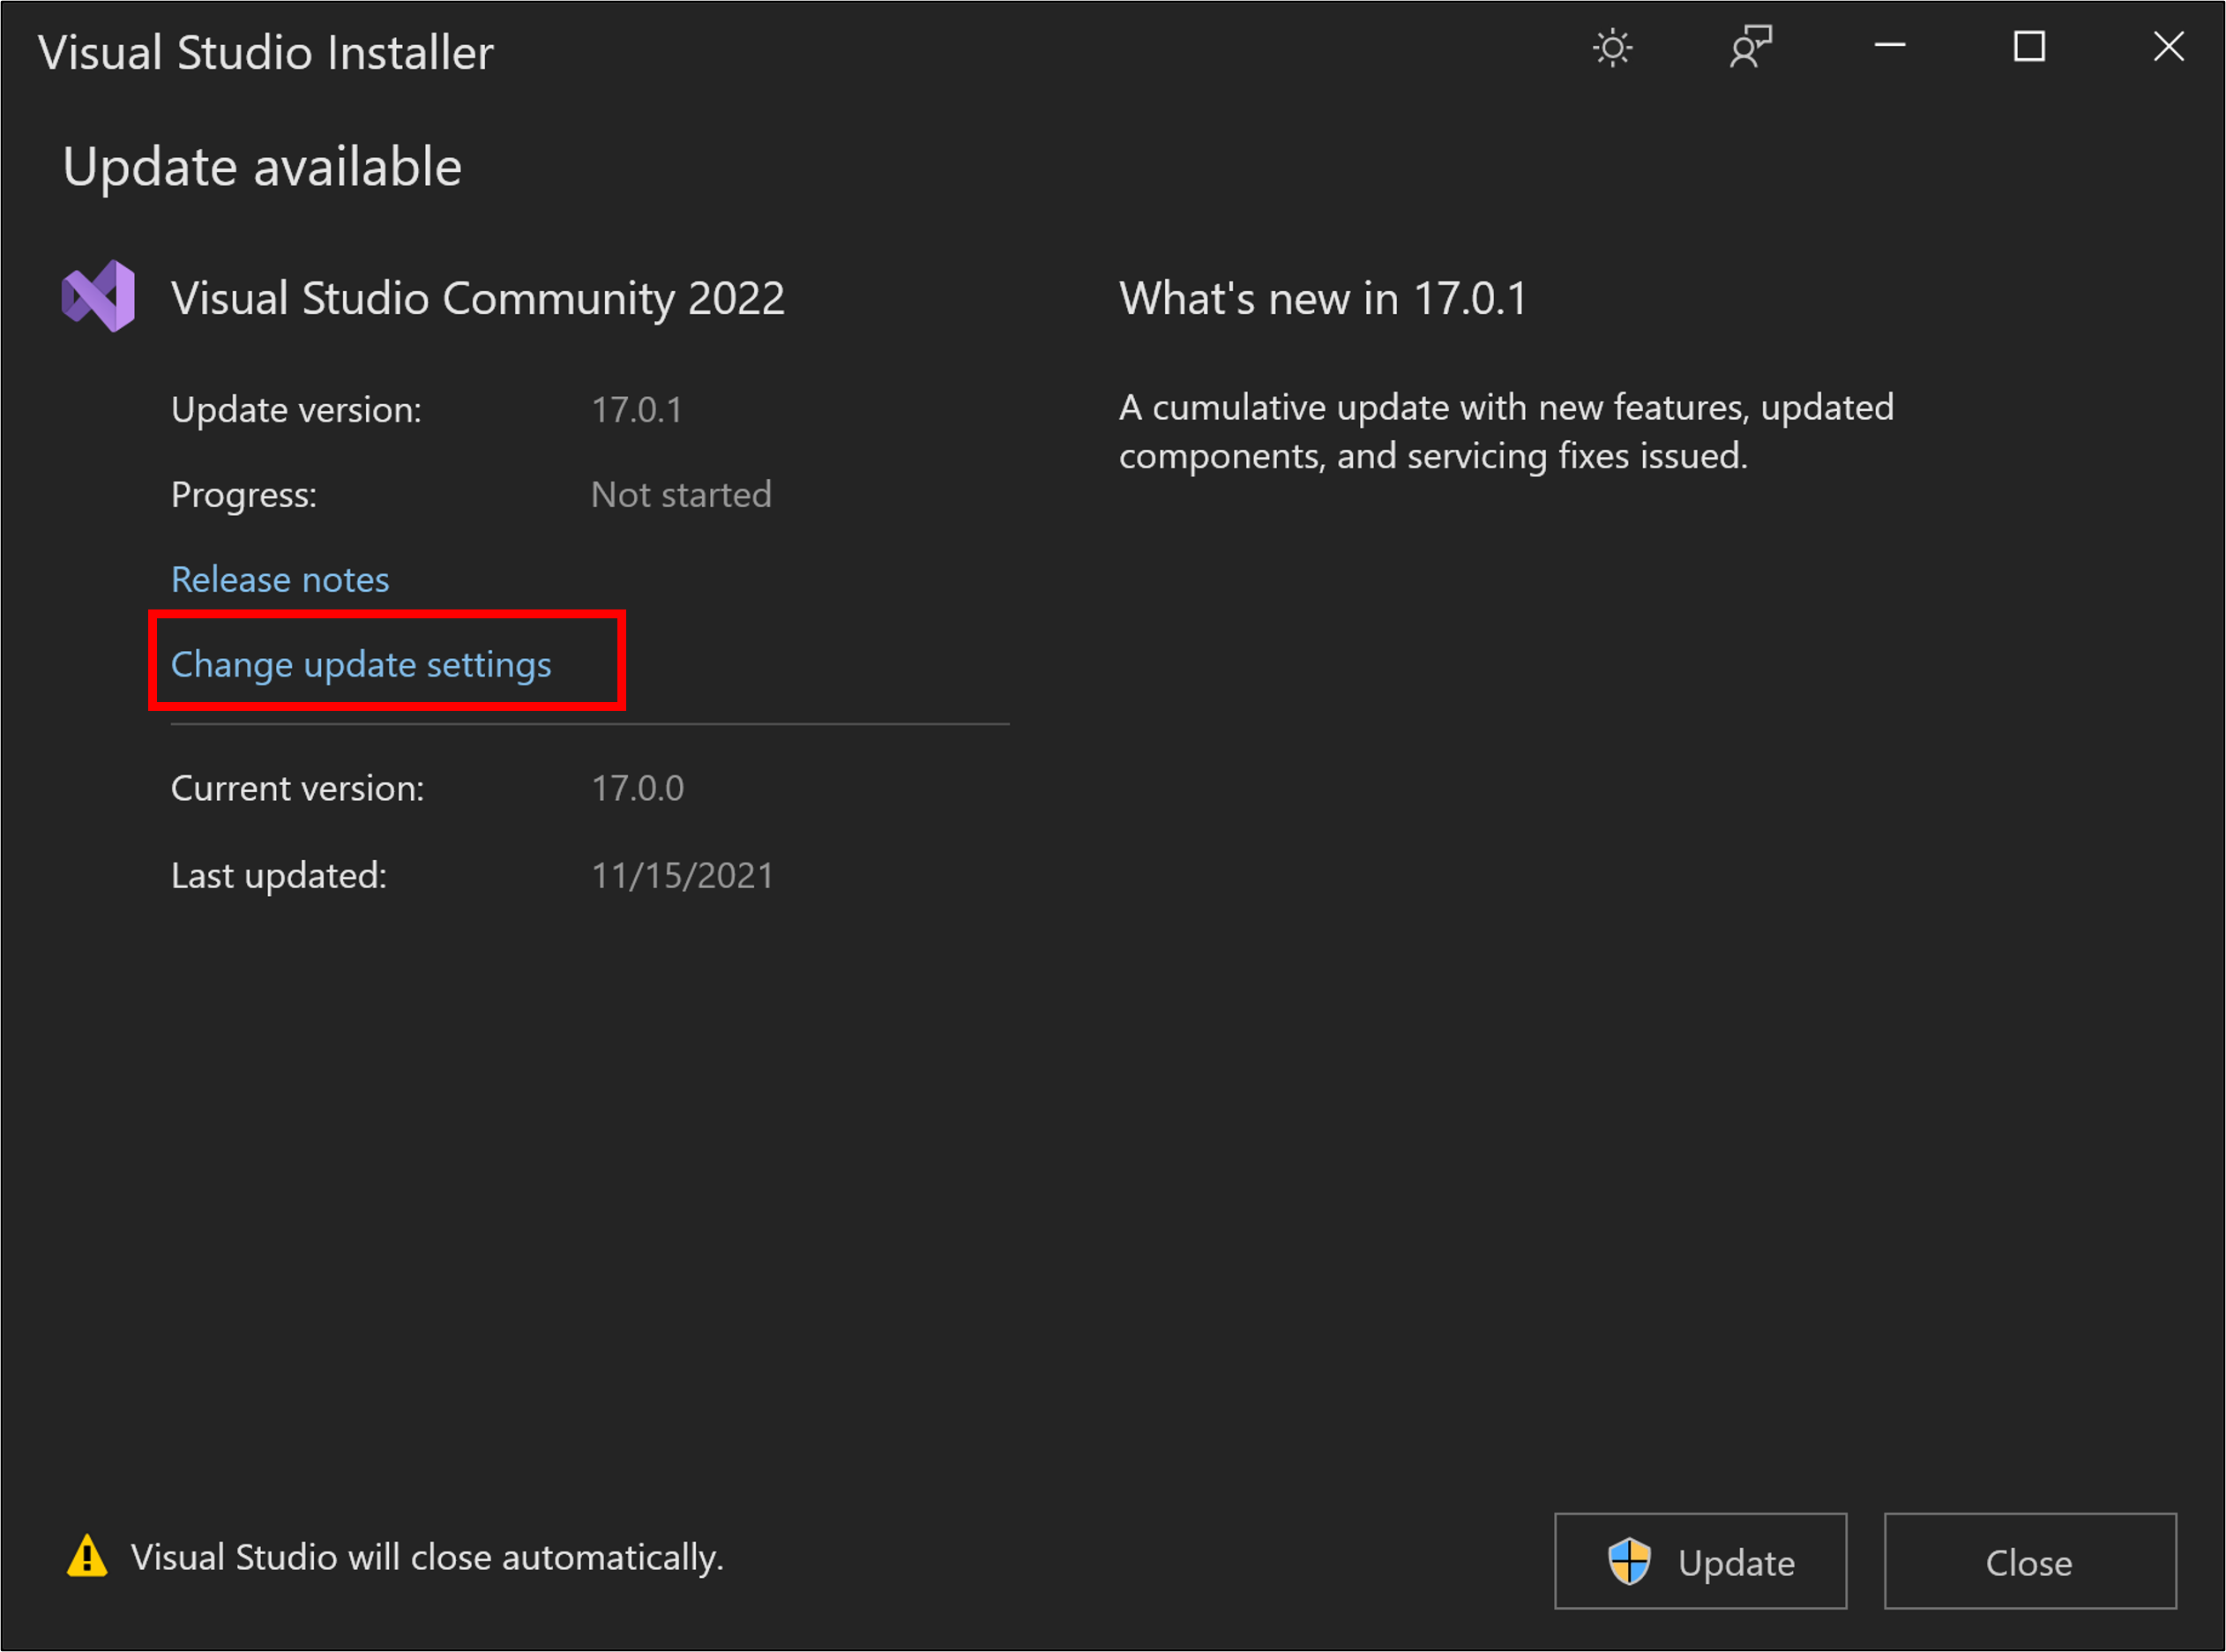 Visual Studio Installer
Update available
Visual Studio Community 2022
Update version: 17.0.1
Progress: Not started
Release notes
Change update settings
Current version: 17.0.0
Last updated: 11/15/2021
What's new in 17.0.1
A cumulative update with new features, updated
components, and servicing fixes issued.
Visual Studio will close automatically.
Update
Close